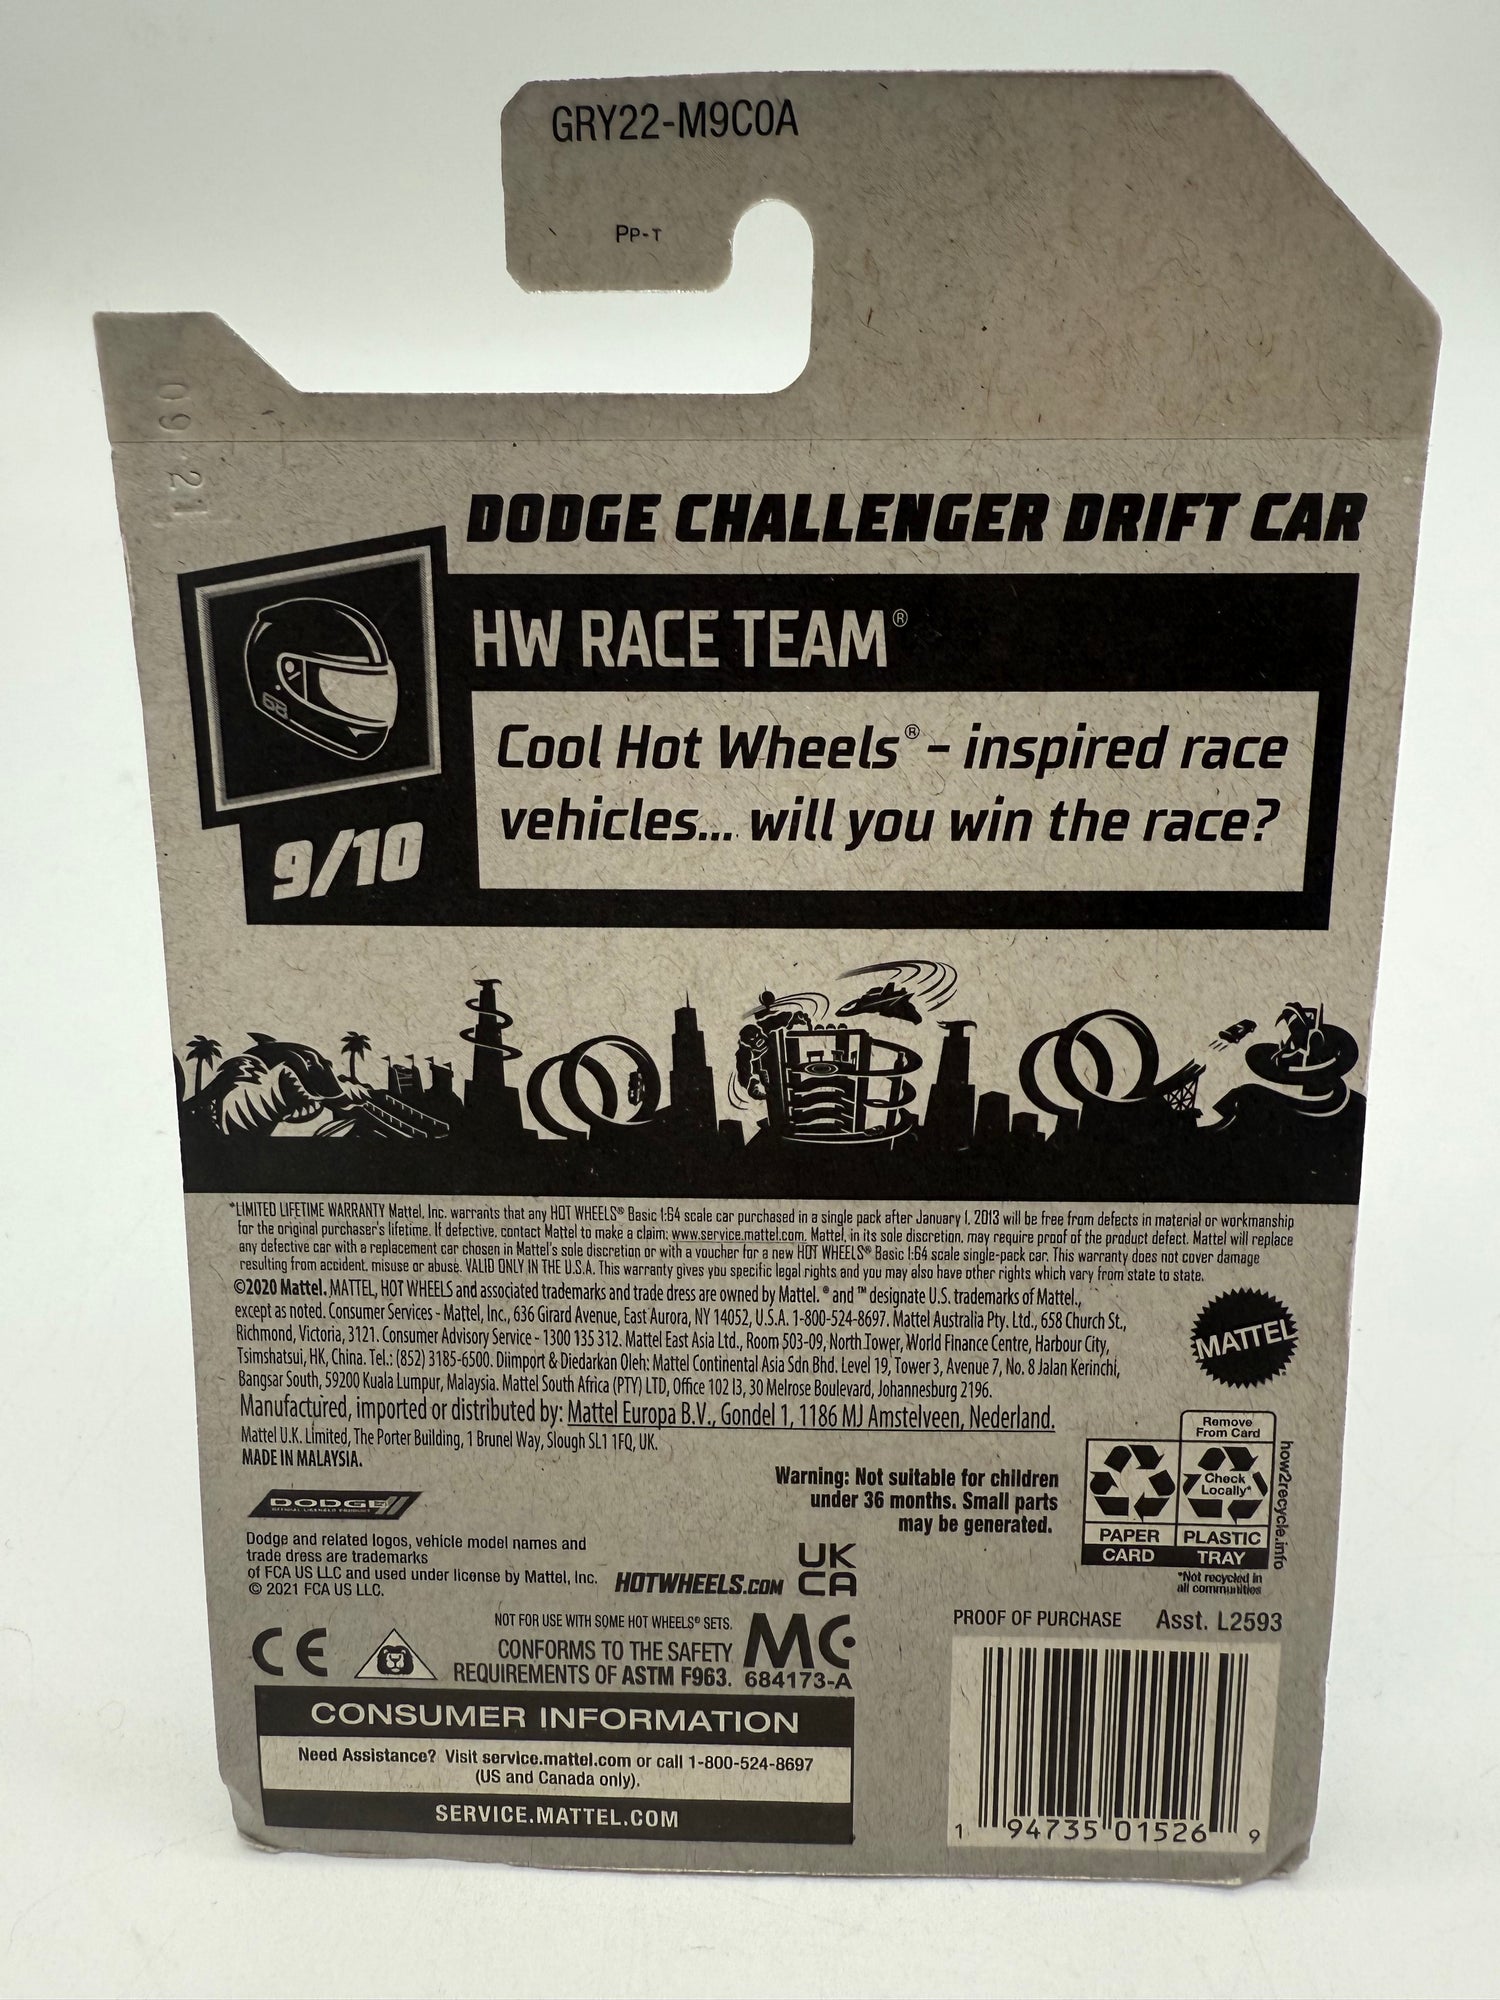 GRY22-M9C0A
PP-T
09 21
DODGE CHALLENGER DRIFT CAR
HW RACE TEAM®
68
Cool Hot Wheels® – inspired race
vehicles... will you win the race?
9/10
*LIMITED LIFETIME WARRANTY Mattel, Inc. warrants that any HOT WHEELS® Basic 1:64 scale car purchased in a single pack after January 1, 2013 will be free from defects in material or workmanship
for the original purchaser's lifetime. If defective, contact Mattel to make a claim: www.service.mattel.com. Mattel, in its sole discretion, may require proof of the product defect. Mattel will replace
any defective car with a replacement car chosen in Mattel's sole discretion or with a voucher for a new HOT WHEELS® Basic 1:64 scale single-pack car. This warranty does not cover damage
resulting from accident, misuse or abuse. VALID ONLY IN THE U.S.A. This warranty gives you specific legal rights and you may also have other rights which vary from state to state.
©2020 Mattel. MATTEL, HOT WHEELS and associated trademarks and trade dress are owned by Mattel. ® and ™ designate U.S. trademarks of Mattel.,
except as noted. Consumer Services - Mattel, Inc., 636 Girard Avenue, East Aurora, NY 14052, U.S.A. 1-800-524-8697. Mattel Australia Pty. Ltd., 658 Church St.,
Richmond, Victoria, 3121. Consumer Advisory Service - 1300 135 312. Mattel East Asia Ltd., Room 503-09, North Tower, World Finance Centre, Harbour City,
Tsimshatsui, HK, China. Tel.: (852) 3185-6500. Diimport & Diedarkan Oleh: Mattel Continental Asia Sdn Bhd. Level 19, Tower 3, Avenue 7, No. 8 Jalan Kerinchi,
Bangsar South, 59200 Kuala Lumpur, Malaysia. Mattel South Africa (PTY) LTD, Office 102 I3, 30 Melrose Boulevard, Johannesburg 2196.
Manufactured, imported or distributed by: Mattel Europa B.V., Gondel 1, 1186 MJ Amstelveen, Nederland.
Mattel U.K. Limited, The Porter Building, 1 Brunel Way, Slough SL1 1FQ, UK.
MADE IN MALAYSIA.
MATTEL
Warning: Not suitable for children
under 36 months. Small parts
may be generated.
Remove
From Card
Check
Locally*
PAPER
CARD
PLASTIC
TRAY
*Not recycled in
all communities
how2recycle.info
DODGE
OFFICIAL LICENSED PRODUCT
Dodge and related logos, vehicle model names and
trade dress are trademarks
of FCA US LLC and used under license by Mattel, Inc.
© 2021 FCA US LLC.
HOTWHEELS.COM
UK
CA
CE
NOT FOR USE WITH SOME HOT WHEELS® SETS.
CONFORMS TO THE SAFETY
REQUIREMENTS OF ASTM F963.
MC
684173-A
PROOF OF PURCHASE Asst. L2593
CONSUMER INFORMATION
Need Assistance? Visit service.mattel.com or call 1-800-524-8697
(US and Canada only).
SERVICE.MATTEL.COM
1 94735 01526 9